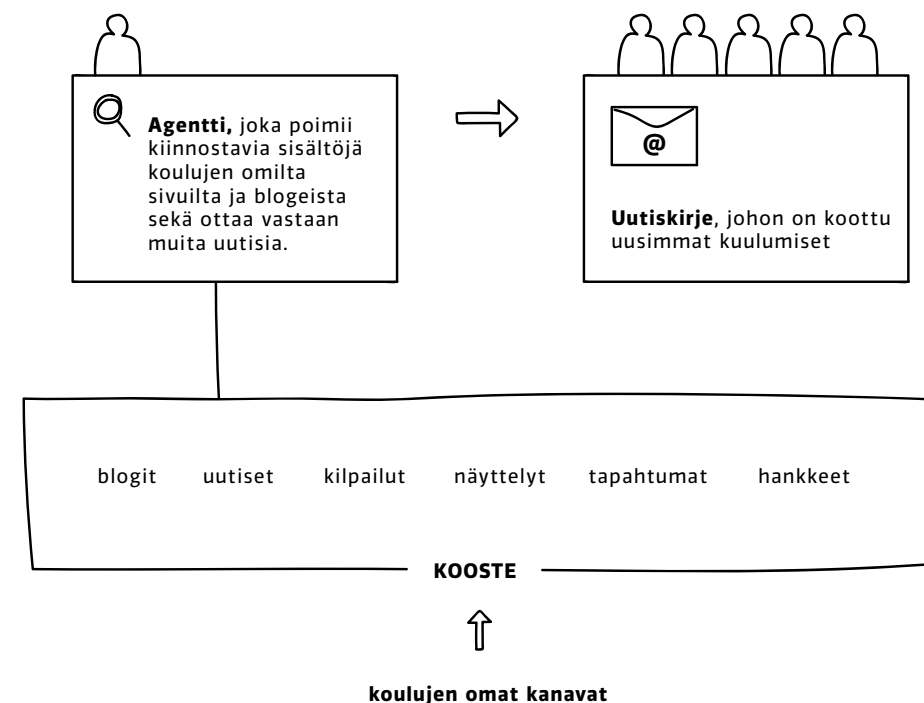 Agentti, joka poimii
kiinnostavia sisältöjä
koulujen omilta
sivuilta ja blogeista
sekä ottaa vastaan
muita uutisia.
@
Uutiskirje, johon on koottu
uusimmat kuulumiset
blogit uutiset kilpailut näyttelyt tapahtumat hankkeet
KOOSTE
koulujen omat kanavat